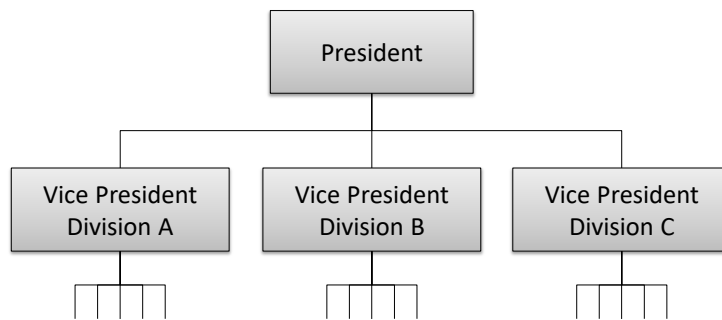 President
Vice President
Division A
Vice President
Division B
Vice President
Division C